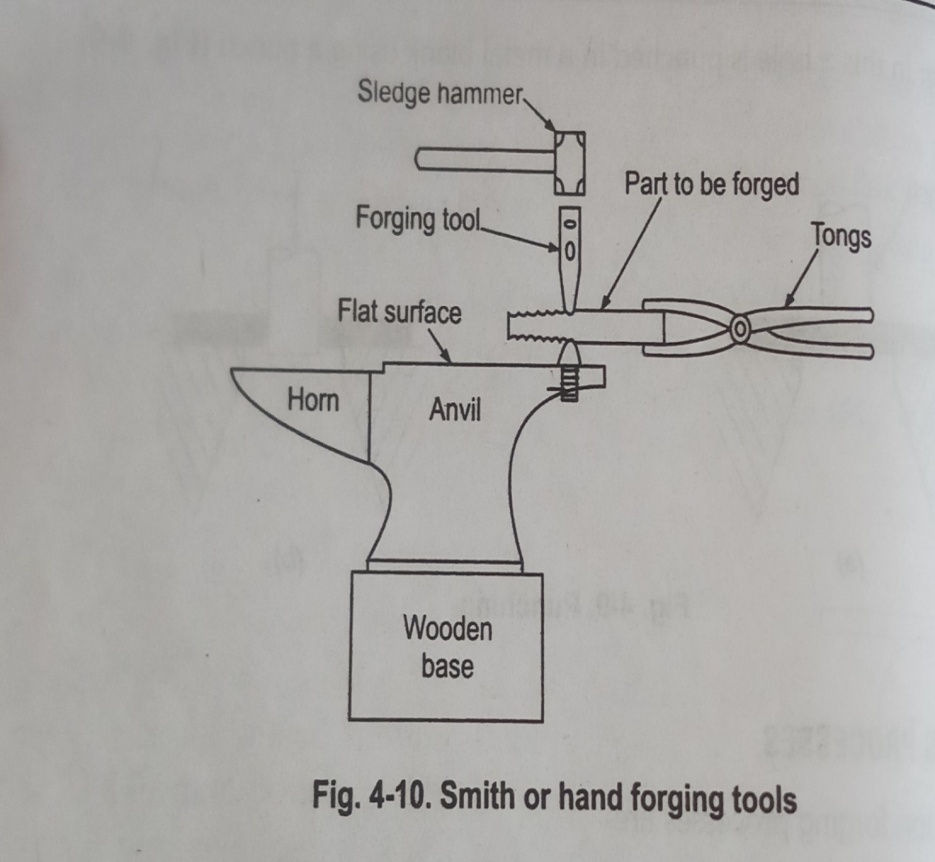 Sledge hammer
Part to be forged
Forging tool
Tongs
Flat surface
Horn
Anvil
Wooden
base
Fig. 4-10. Smith or hand forging tools